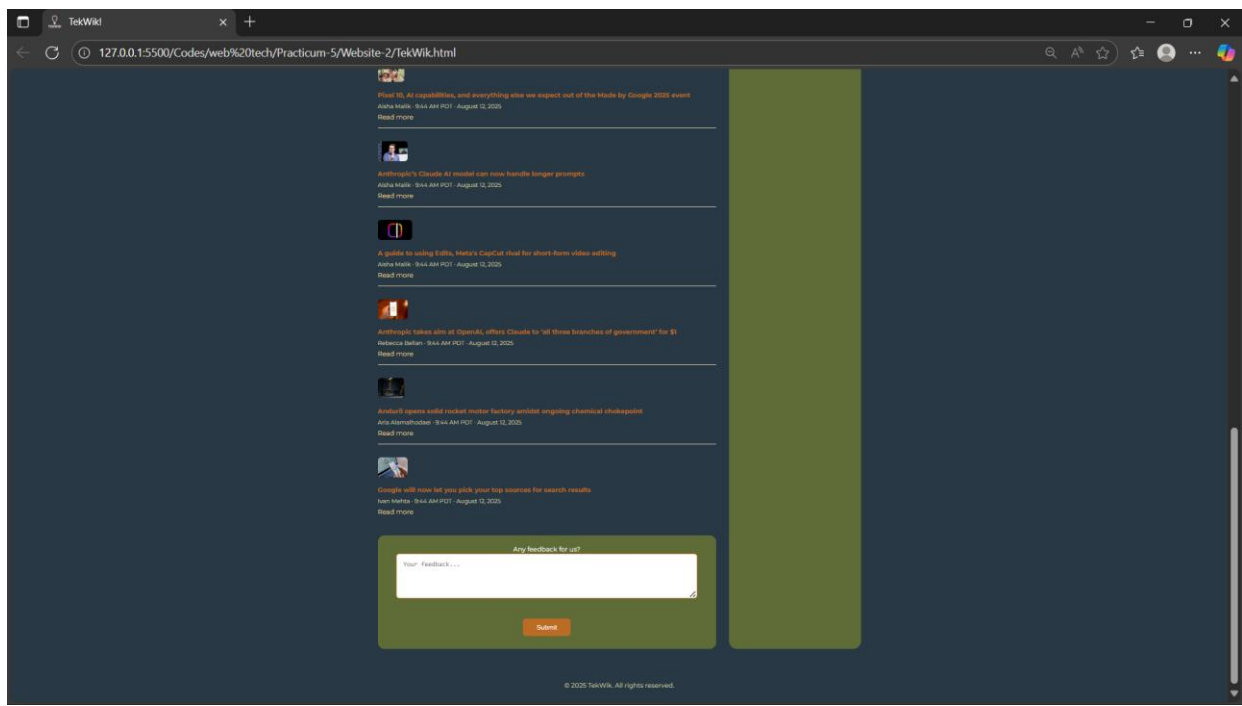 TekWik!
127.0.0.1:5500/Codes/web%20tech/Practicum-5/Website-2/TekWik.html
Pixel 10, AI capabilities, and everything else we expect out of the Made by Google 2025 event
Aisha Malik · 9:44 AM PDT · August 12, 2025
Read more
Anthropic's Claude AI model can now handle longer prompts
Aisha Malik · 9:44 AM PDT · August 12, 2025
Read more
A guide to using Edits, Meta's CapCut rival for short-form video editing
Aisha Malik · 9:44 AM PDT · August 12, 2025
Read more
Anthropic takes aim at OpenAI, offers Claude to 'all three branches of government' for $1
Rebecca Bellan · 9:44 AM PDT · August 12, 2025
Read more
Anduril opens solid rocket motor factory amidst ongoing chemical chokepoint
Aria Alamalhodaei · 9:44 AM PDT · August 12, 2025
Read more
Google will now let you pick your top sources for search results
Ivan Mehta · 9:44 AM PDT · August 12, 2025
Read more
Any feedback for us?
Your feedback...
Submit
© 2025 TekWik. All rights reserved.